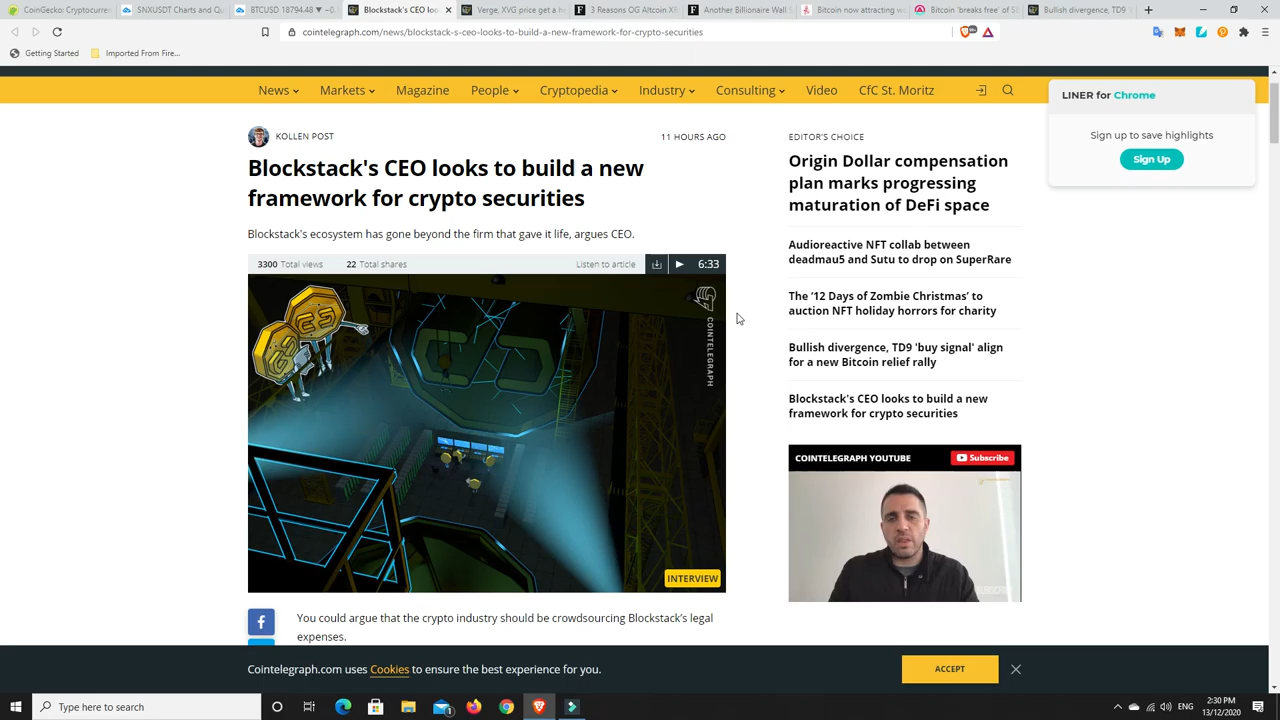 CoinGecko: Cryptocurren
SNXUSDT Charts and Qu
BTCUSD 18794.48 ▼ −0.
Blockstack's CEO loo
Verge, XVG price get a he
3 Reasons OG Altcoin XR
Another Billionaire Wall S
Bitcoin now attracting we
Bitcoin 'breaks free' of S&
Bullish divergence, TD9 'b
cointelegraph.com/news/blockstack-s-ceo-looks-to-build-a-new-framework-for-crypto-securities
Getting Started
Imported From Fire...
News
Markets
Magazine
People
Cryptopedia
Industry
Consulting
Video
CfC St. Moritz
LINER for Chrome
Sign up to save highlights
Sign Up
KOLLEN POST
11 HOURS AGO
Blockstack's CEO looks to build a new
framework for crypto securities
Blockstack's ecosystem has gone beyond the firm that gave it life, argues CEO.
3300 Total views
22 Total shares
Listen to article
6:33
COINTELEGRAPH
INTERVIEW
You could argue that the crypto industry should be crowdsourcing Blockstack's legal
expenses.
EDITOR'S CHOICE
Origin Dollar compensation
plan marks progressing
maturation of DeFi space
Audioreactive NFT collab between
deadmau5 and Sutu to drop on SuperRare
The '12 Days of Zombie Christmas' to
auction NFT holiday horrors for charity
Bullish divergence, TD9 'buy signal' align
for a new Bitcoin relief rally
Blockstack's CEO looks to build a new
framework for crypto securities
COINTELEGRAPH YOUTUBE
Subscribe
Cointelegraph.com uses Cookies to ensure the best experience for you.
ACCEPT
Type here to search
ENG
2:30 PM
13/12/2020